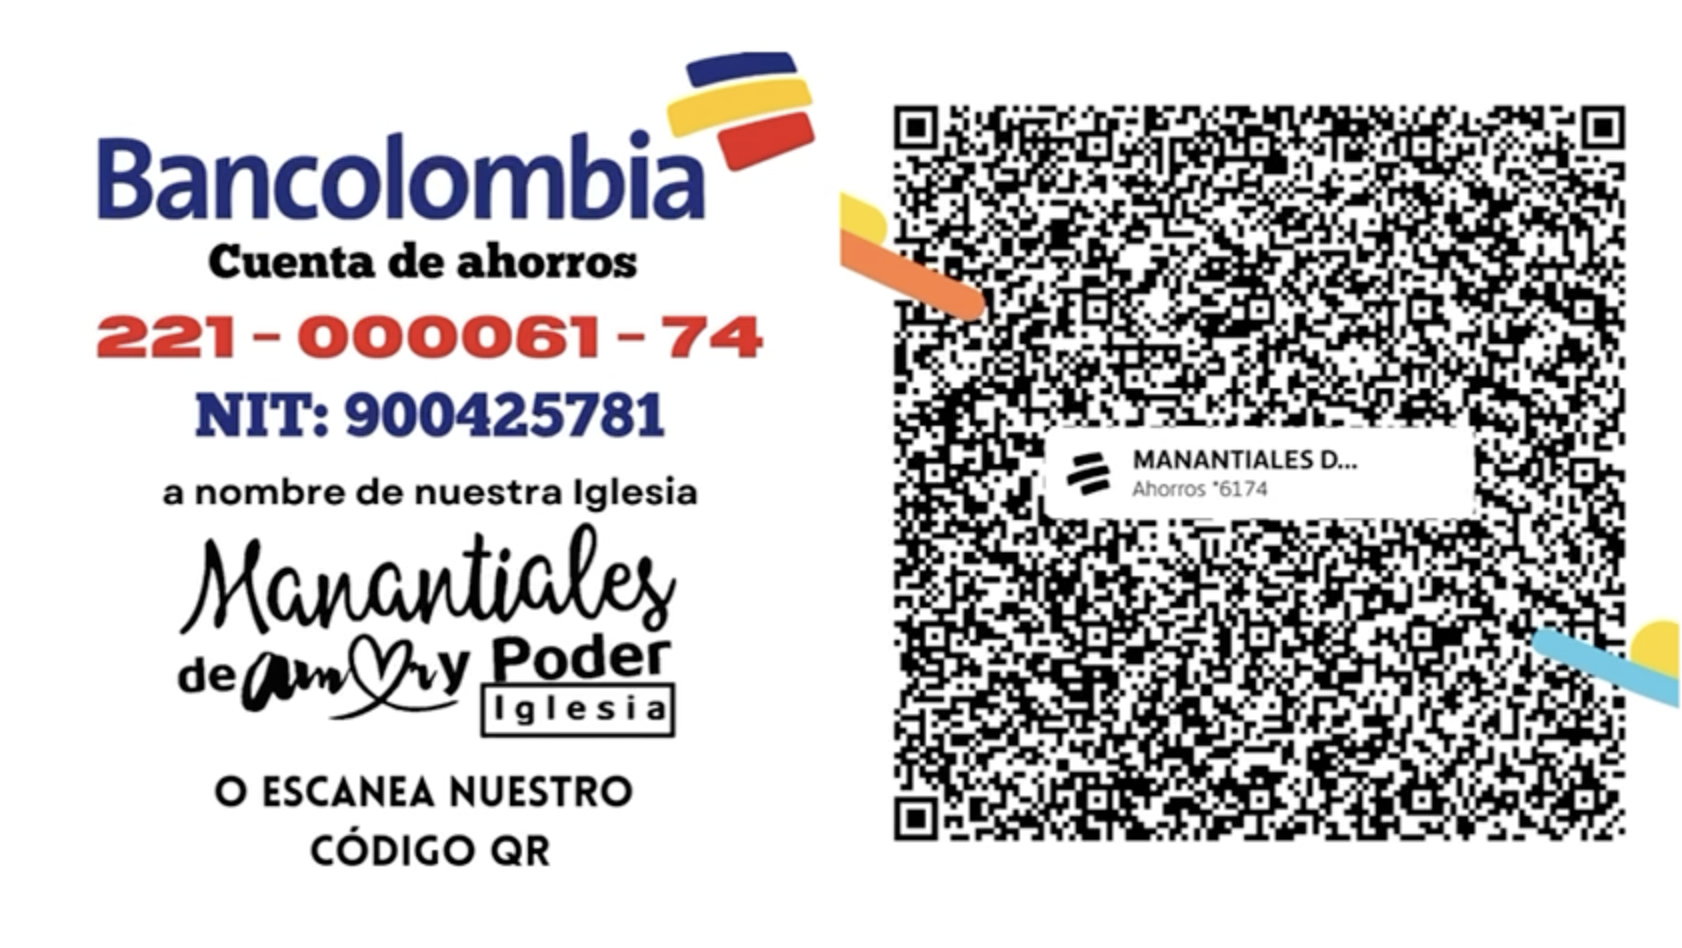 Bancolombia
Cuenta de ahorros
221 - 000061 - 74
NIT: 900425781
a nombre de nuestra Iglesia
Manantiales
de amor y Poder
Iglesia
O ESCANEA NUESTRO
CÓDIGO QR
MANANTIALES D...
Ahorros *6174